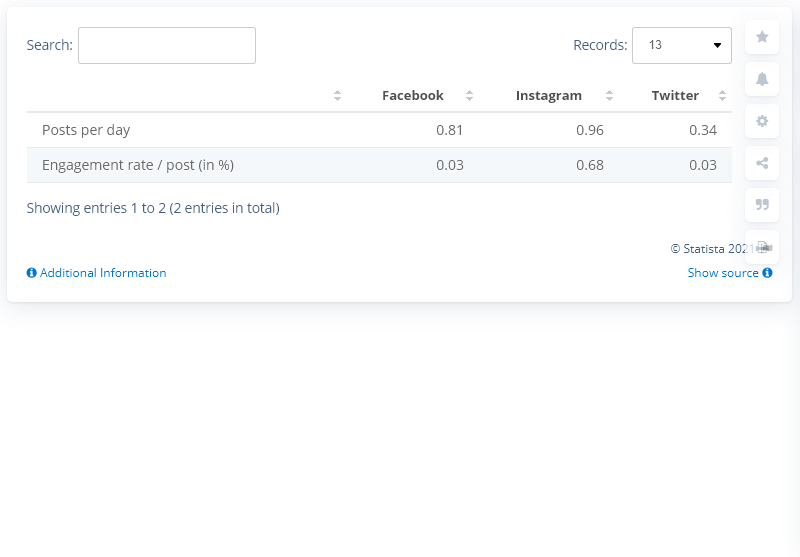 Search:
Records: 13
Facebook Instagram Twitter
Posts per day 0.81 0.96 0.34
Engagement rate / post (in %) 0.03 0.68 0.03
Showing entries 1 to 2 (2 entries in total)
© Statista 2021
Additional Information Show source